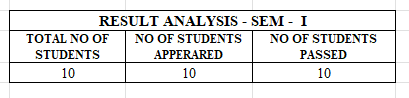 RESULT ANALYSIS - SEM - I
TOTAL NO OF STUDENTS NO OF STUDENTS APPERARED NO OF STUDENTS PASSED
10 10 10